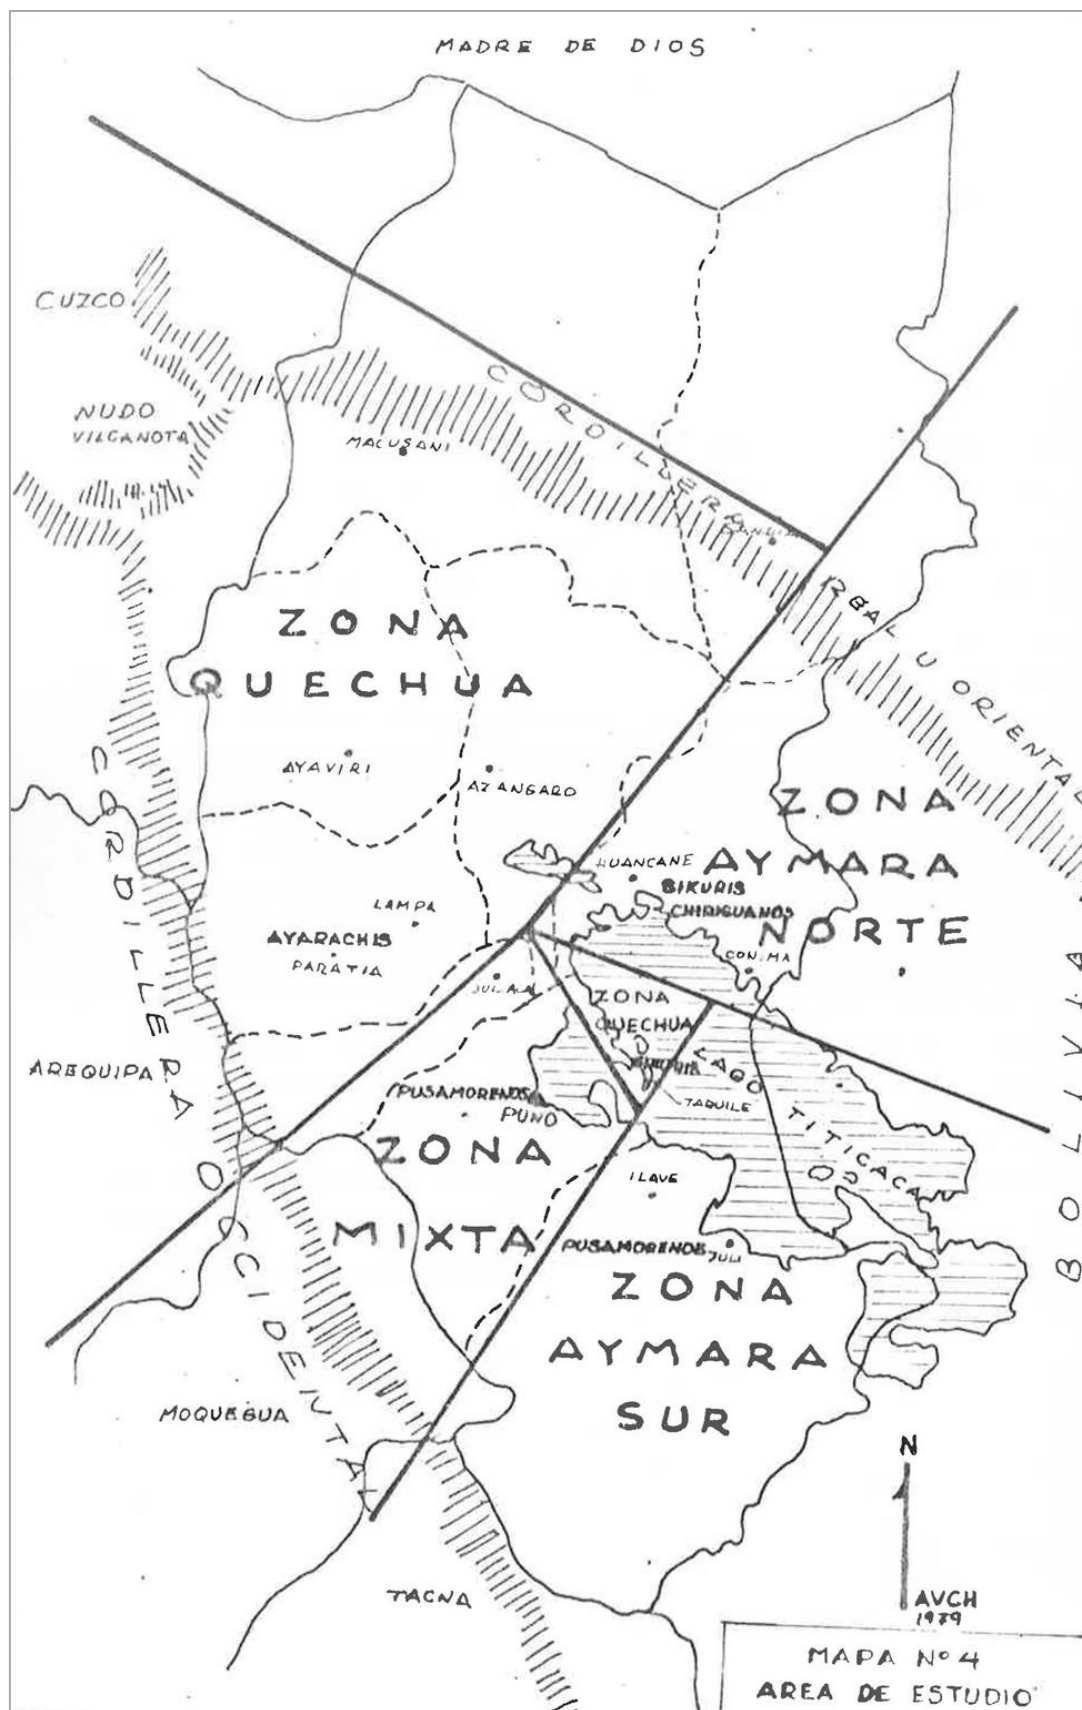 MADRE DE DIOS
CUZCO
NUDO
VILCANOTA
MACUSANI
CORDILLERA
REAL U ORIENTAL
ZONA
QUECHUA
AYAVIRI
AZANGARO
ZONA
AYMARA
NORTE
HUANCANE
SIKURIS
CHIRIGUANOS
LAMPA
AYARACHIS
PARATIA
CORDILLERA OCCIDENTAL
ZONA
QUECHUA
TAQUILE
LAGO TITICACA
BOLIVIA
AREQUIPA
PUSAMORENOS
PUNO
ZONA
MIXTA
ILAVE
PUSAMORENOS JULI
ZONA
AYMARA
SUR
MOQUEGUA
TACNA
N
AVCH
1979
MAPA Nº 4
AREA DE ESTUDIO